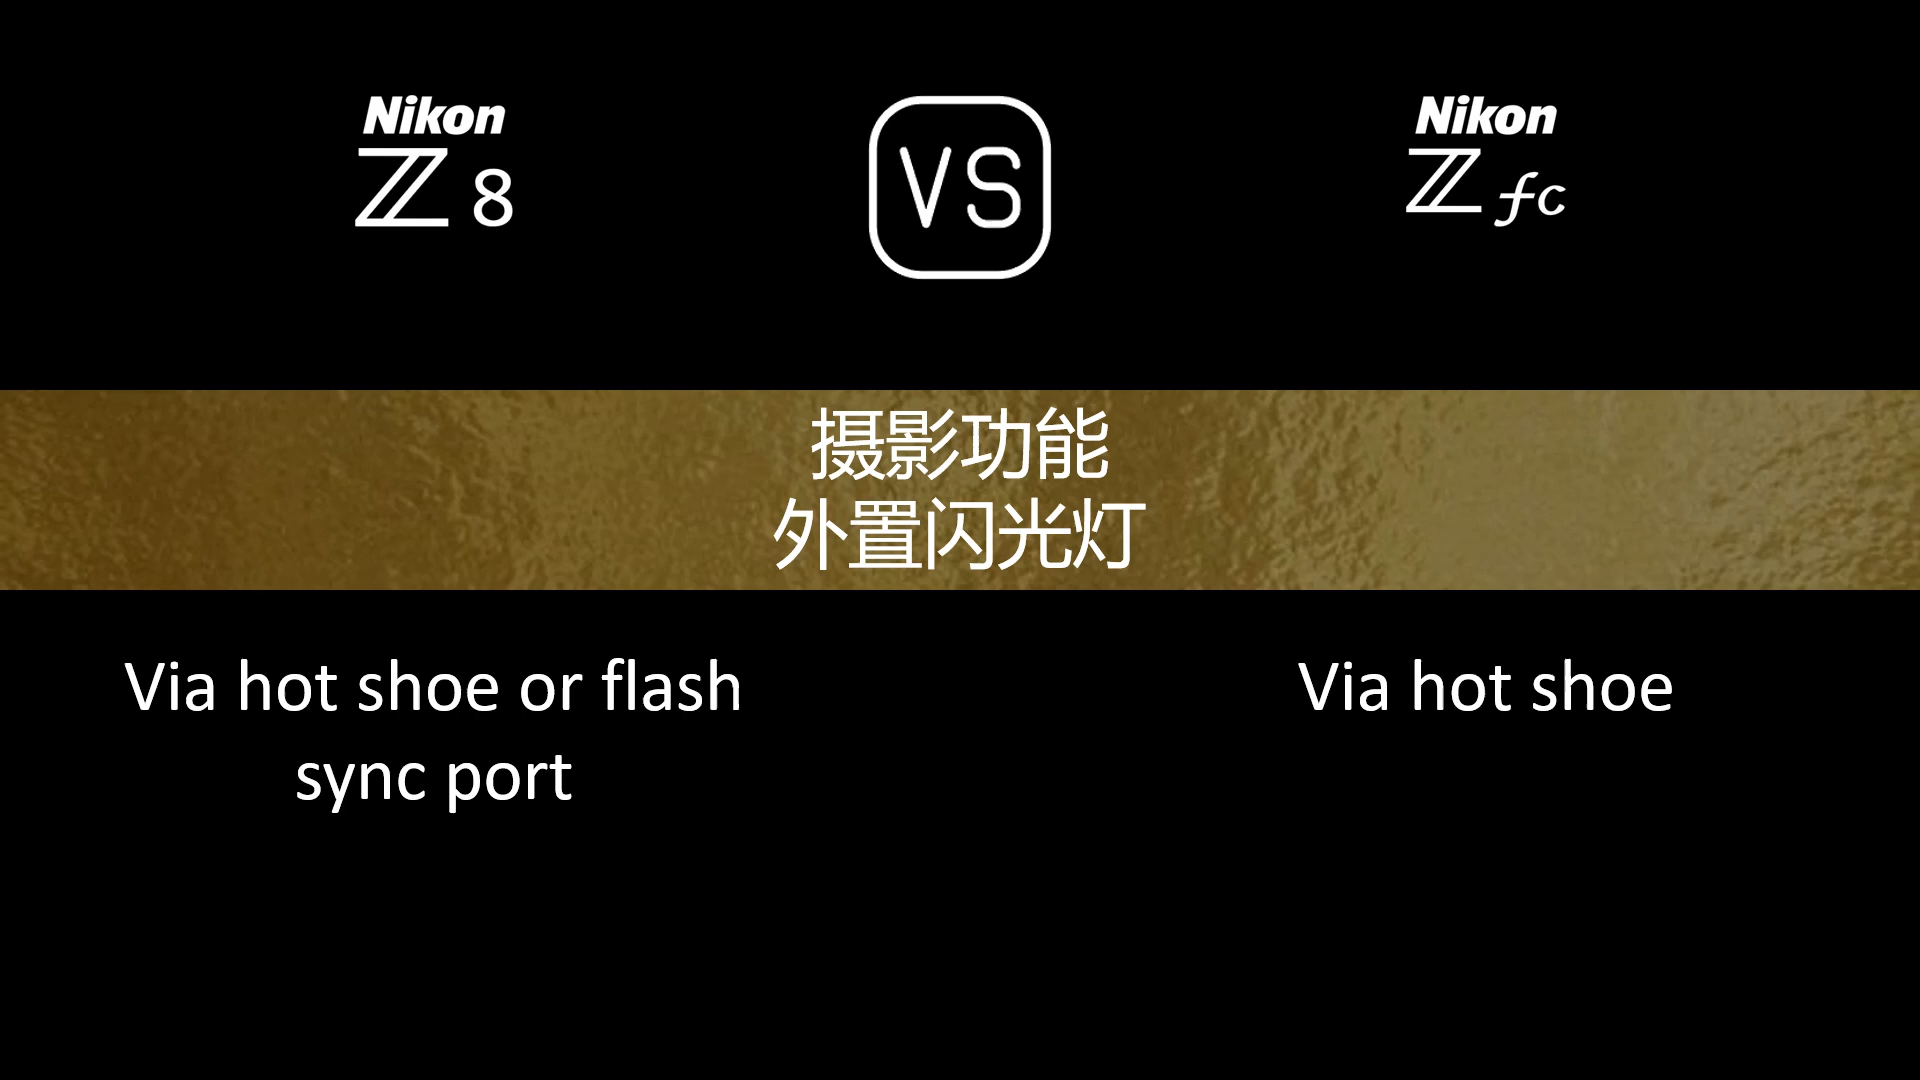 Nikon
Z 8
VS
Nikon
Z fc
摄影功能
外置闪光灯
Via hot shoe or flash
sync port
Via hot shoe